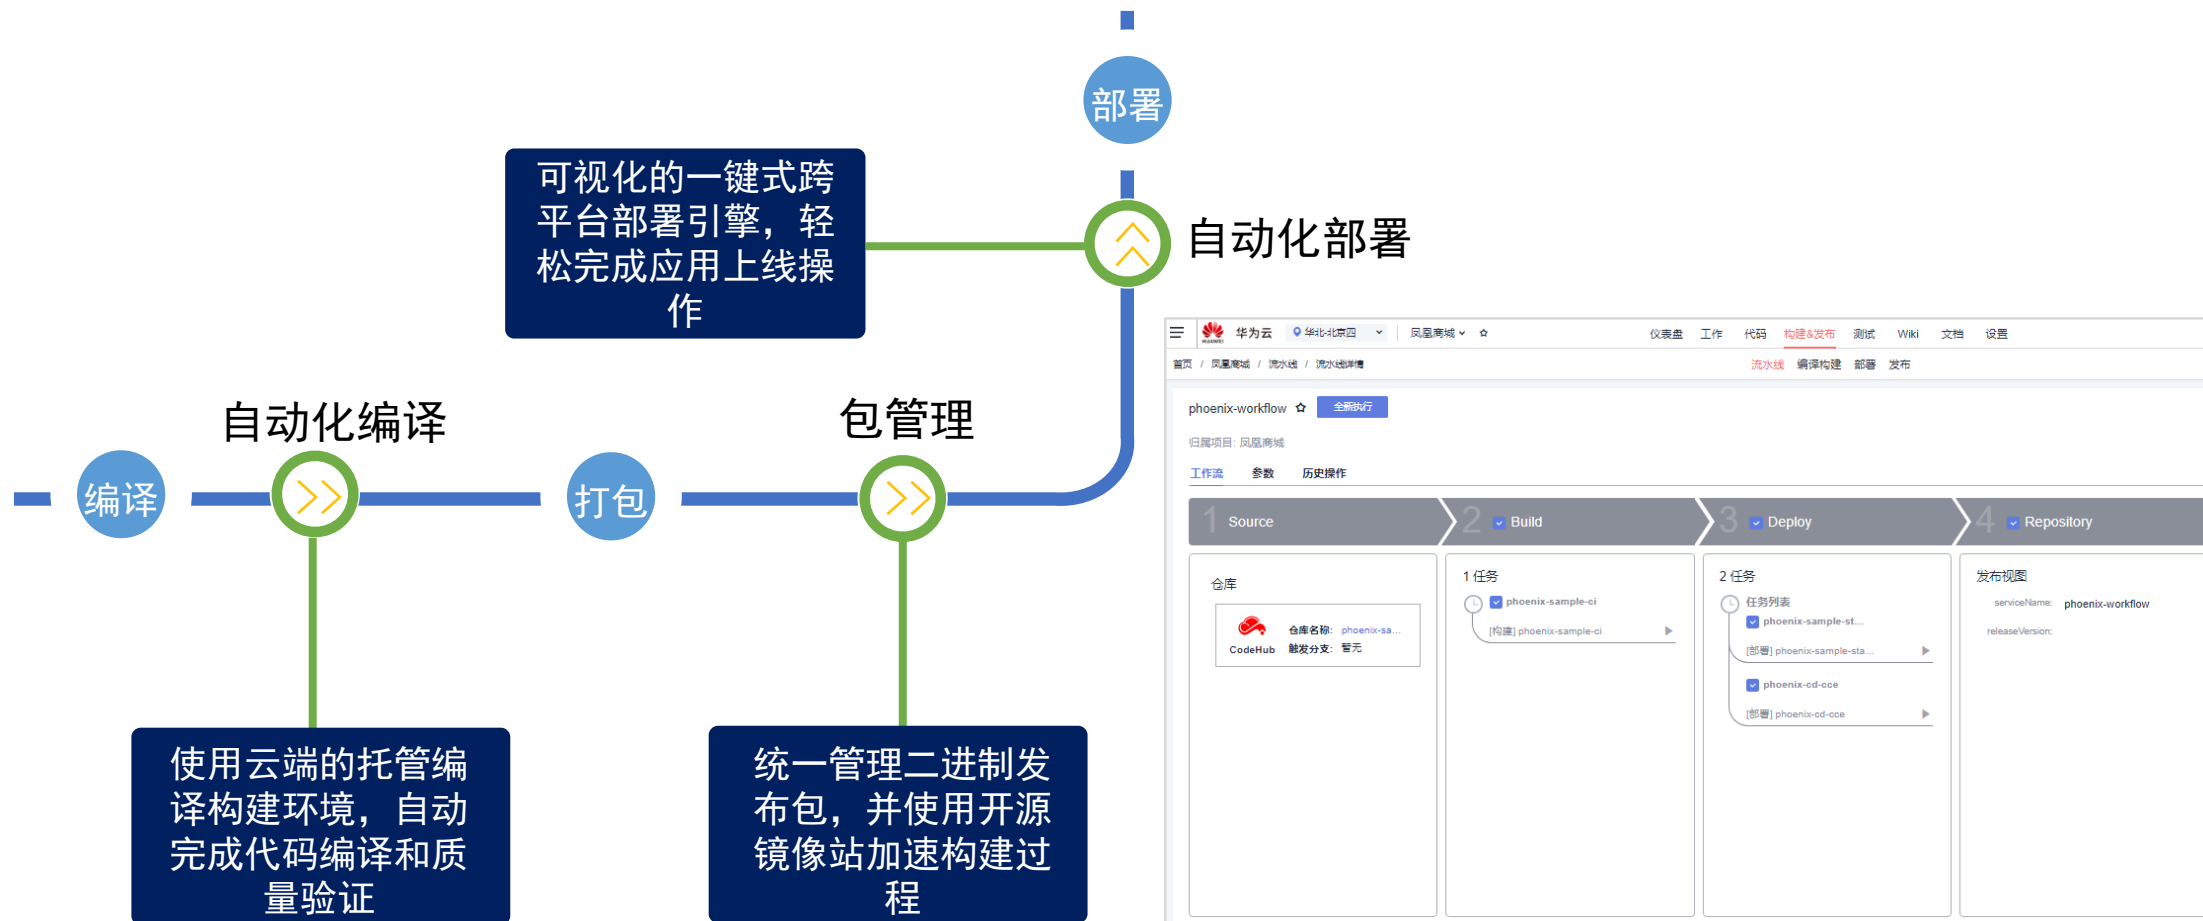 部署
可视化的一键式跨
平台部署引擎，轻
松完成应用上线操
作
自动化部署
自动化编译
包管理
编译
打包
使用云端的托管编
译构建环境，自动
完成代码编译和质
量验证
统一管理二进制发
布包，并使用开源
镜像站加速构建过
程
HUAWEI 华为云 华北-北京四 凤凰商城 仪表盘 工作 代码 构建&发布 测试 Wiki 文档 设置
首页 / 凤凰商城 / 流水线 / 流水线详情 流水线 编译构建 部署 发布
phoenix-workflow 全新执行
归属项目: 凤凰商城
工作流 参数 历史操作
1 Source 2 Build 3 Deploy 4 Repository
仓库
CodeHub
仓库名称: phoenix-sa...
触发分支: 暂无
1 任务
phoenix-sample-ci
[构建] phoenix-sample-ci
2 任务
任务列表
phoenix-sample-st...
[部署] phoenix-sample-sta...
phoenix-cd-cce
[部署] phoenix-cd-cce
发布视图
serviceName: phoenix-workflow
releaseVersion: